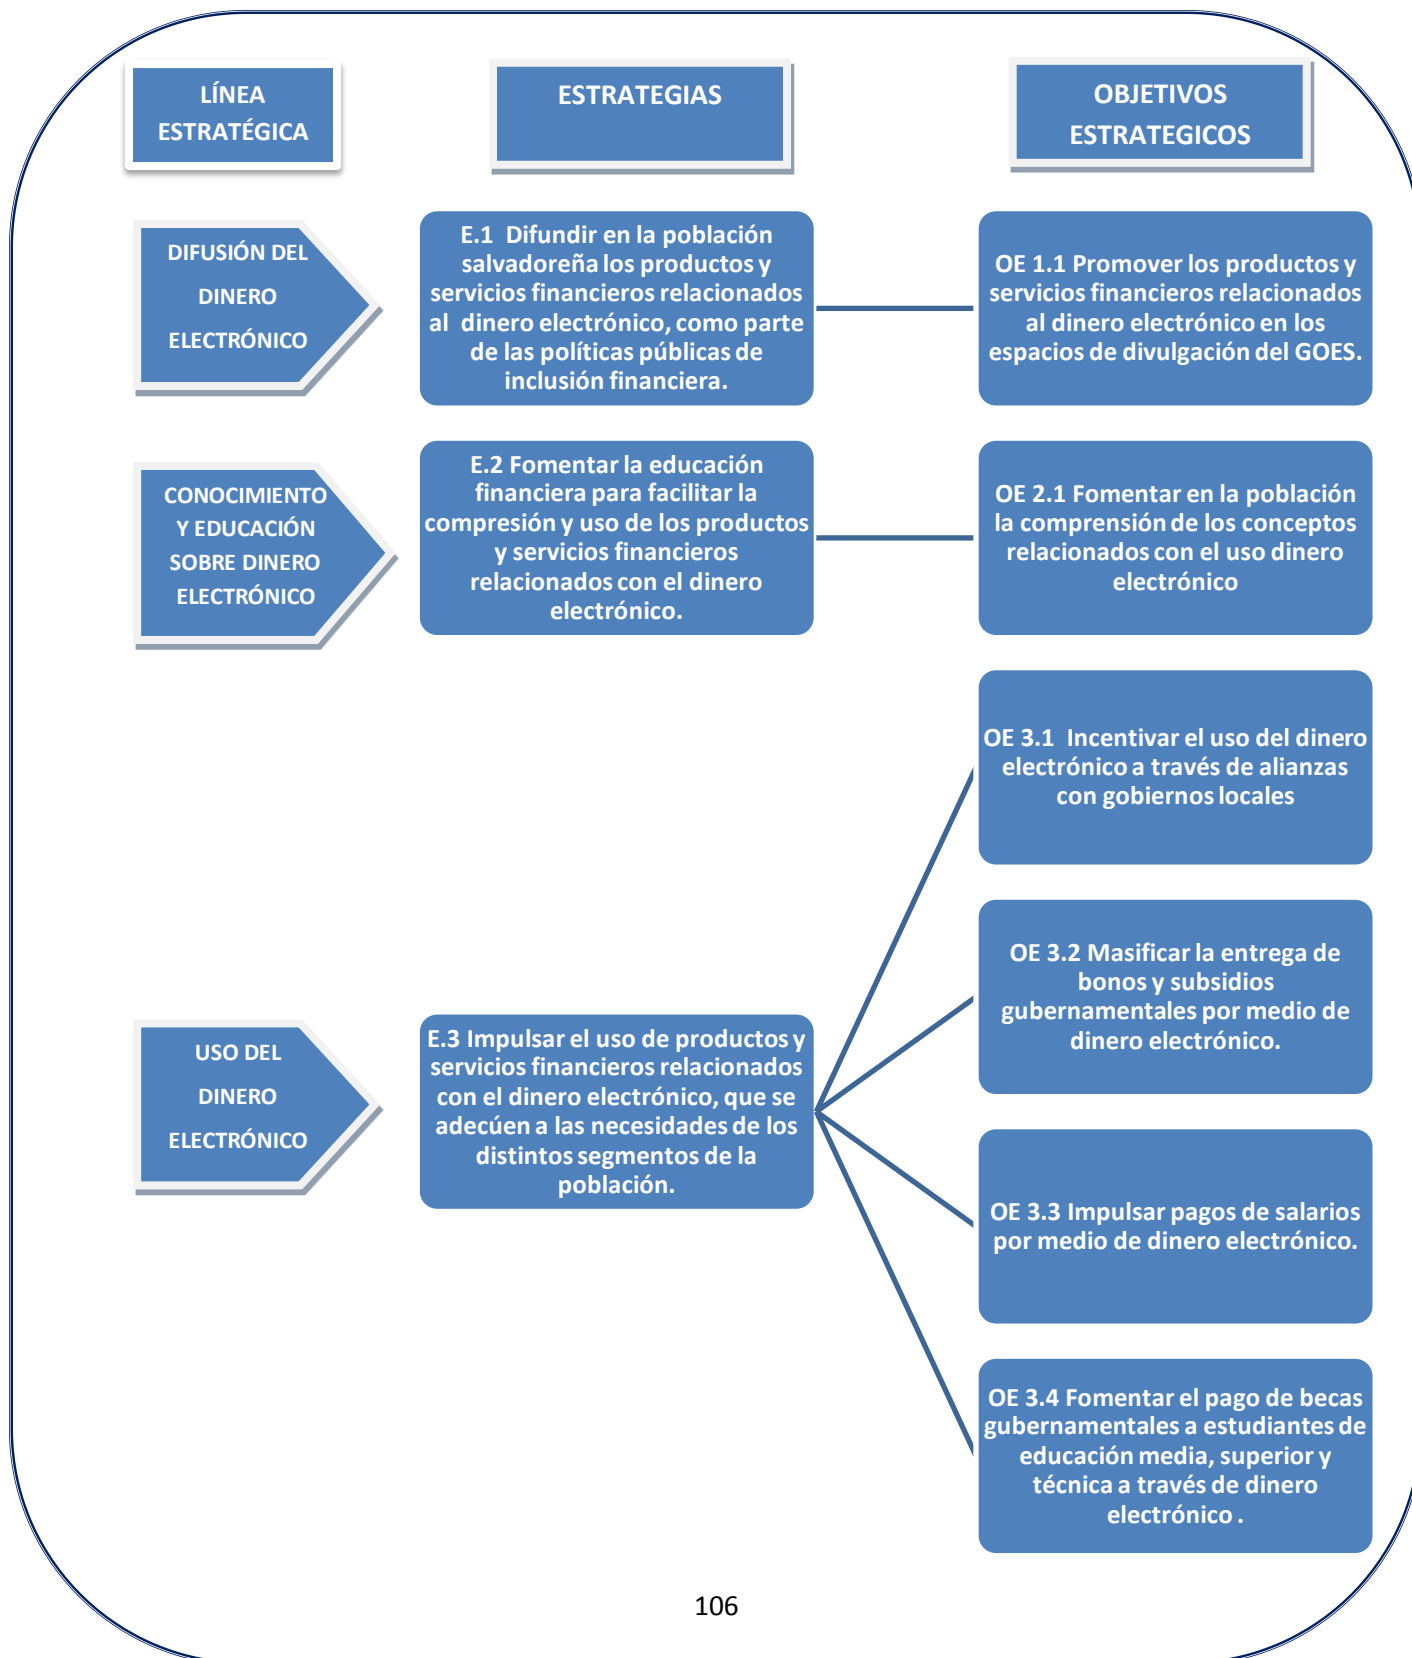 LÍNEA
ESTRATÉGICA
ESTRATEGIAS
OBJETIVOS
ESTRATEGICOS
DIFUSIÓN DEL
DINERO
ELECTRÓNICO
E.1 Difundir en la población
salvadoreña los productos y
servicios financieros relacionados
al dinero electrónico, como parte
de las políticas públicas de
inclusión financiera.
OE 1.1 Promover los productos y
servicios financieros relacionados
al dinero electrónico en los
espacios de divulgación del GOES.
CONOCIMIENTO
Y EDUCACIÓN
SOBRE DINERO
ELECTRÓNICO
E.2 Fomentar la educación
financiera para facilitar la
compresión y uso de los productos
y servicios financieros
relacionados con el dinero
electrónico.
OE 2.1 Fomentar en la población
la comprensión de los conceptos
relacionados con el uso dinero
electrónico
USO DEL
DINERO
ELECTRÓNICO
E.3 Impulsar el uso de productos y
servicios financieros relacionados
con el dinero electrónico, que se
adecúen a las necesidades de los
distintos segmentos de la
población.
OE 3.1 Incentivar el uso del dinero
electrónico a través de alianzas
con gobiernos locales
OE 3.2 Masificar la entrega de
bonos y subsidios
gubernamentales por medio de
dinero electrónico.
OE 3.3 Impulsar pagos de salarios
por medio de dinero electrónico.
OE 3.4 Fomentar el pago de becas
gubernamentales a estudiantes de
educación media, superior y
técnica a través de dinero
electrónico .
106